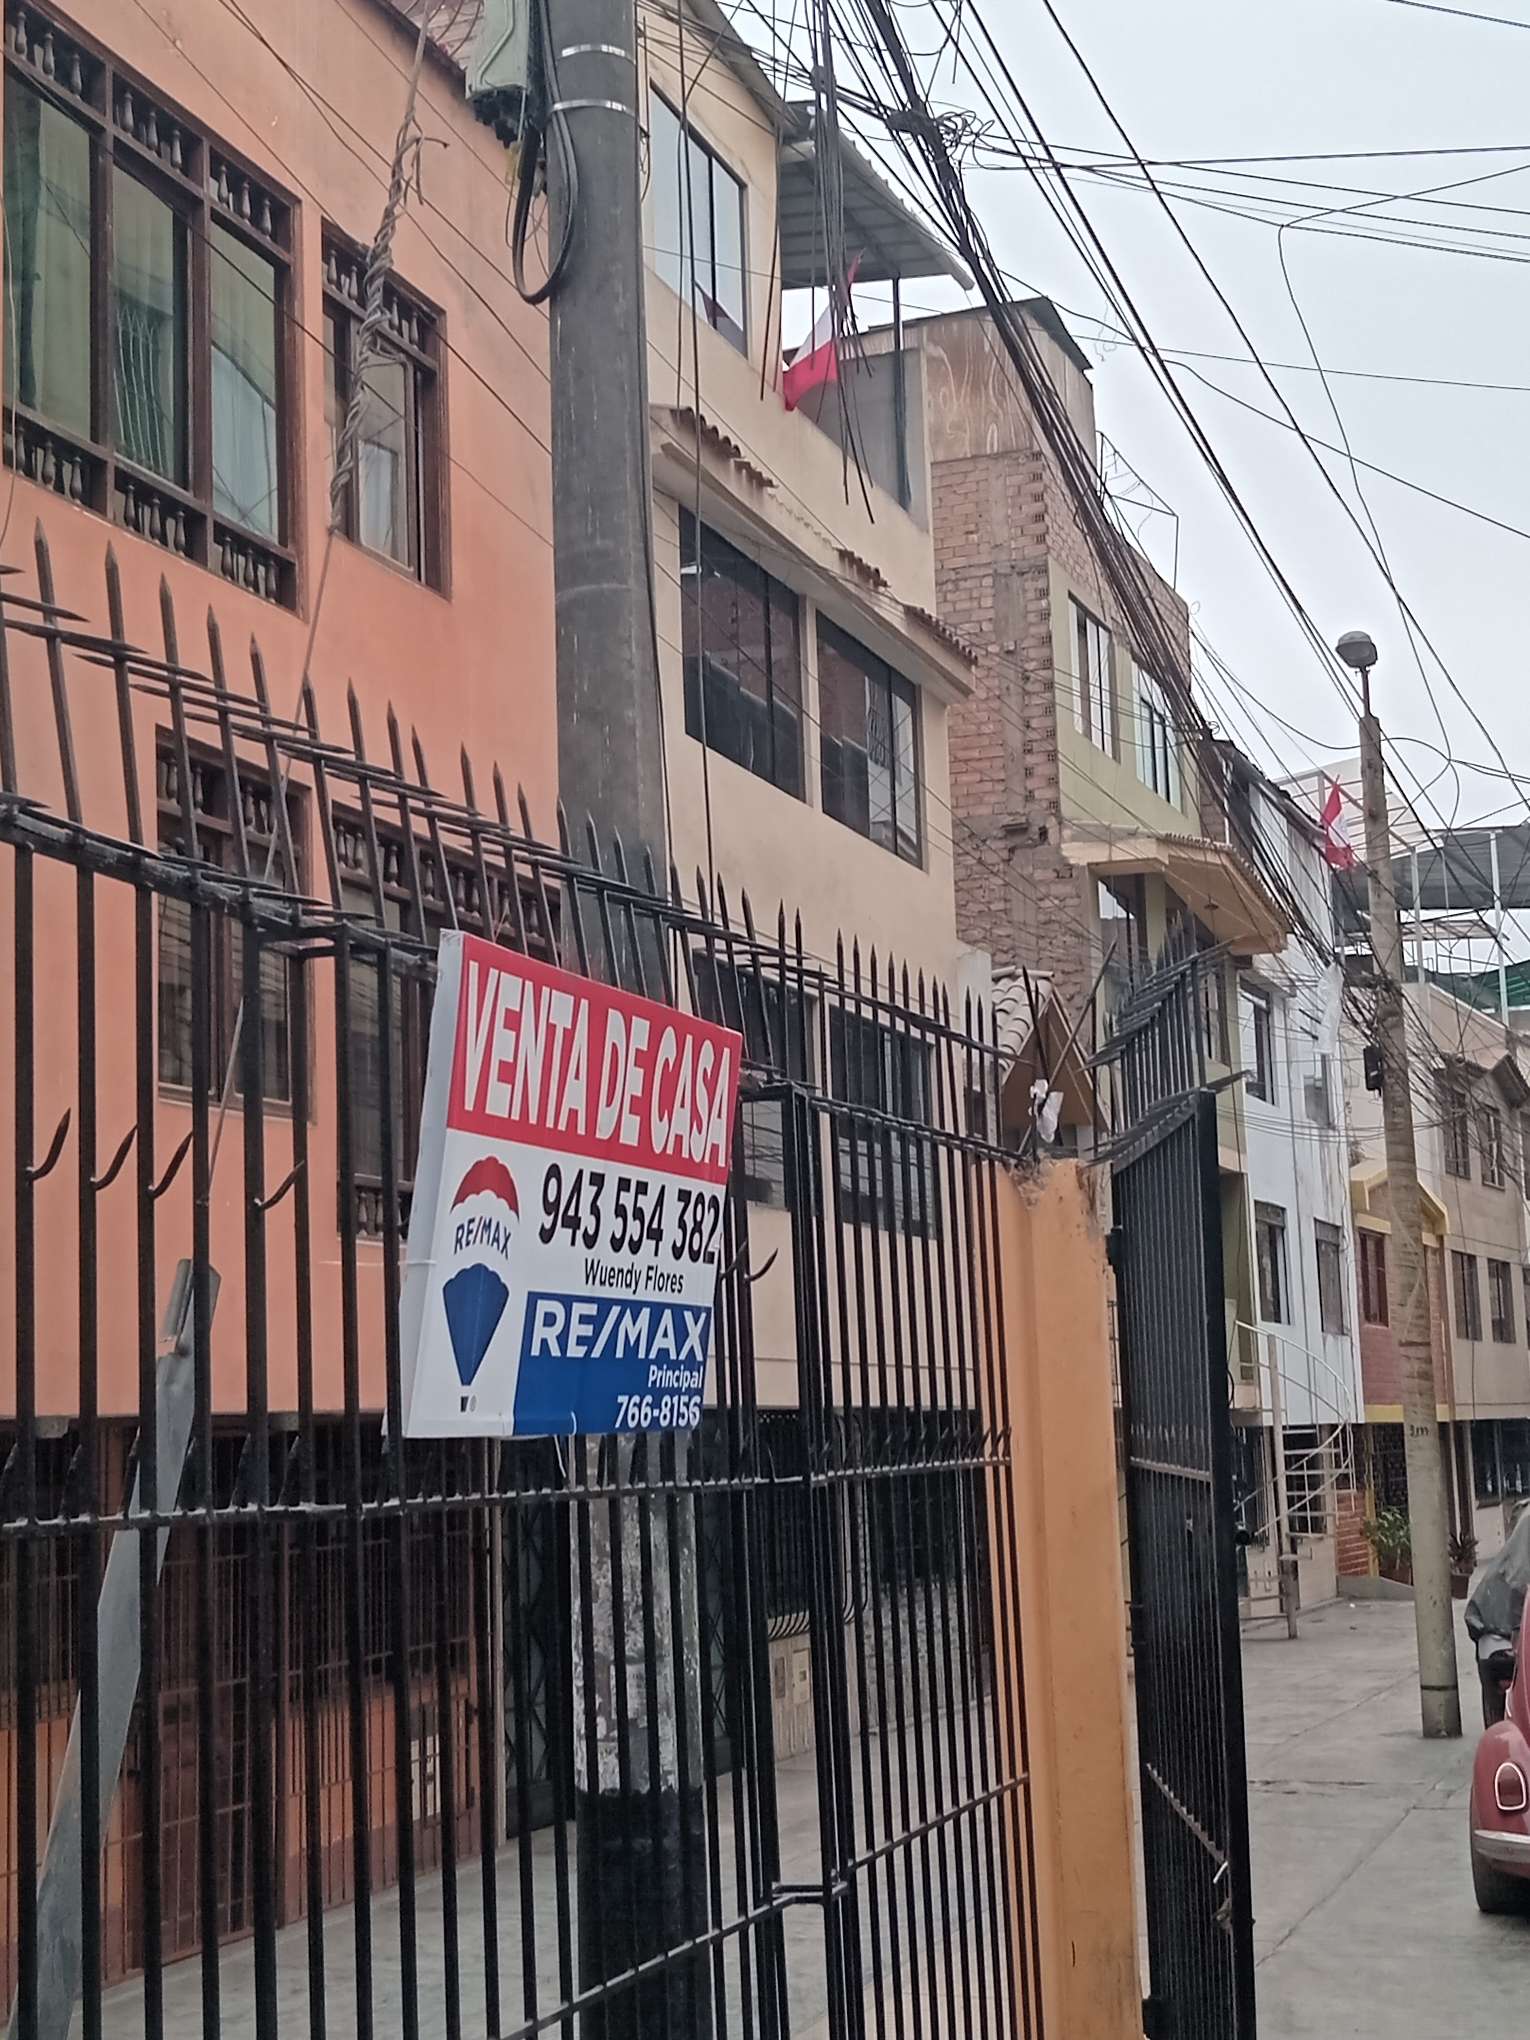 VENTA DE CASA
RE/MAX
943 554 382
Wuendy Flores
RE/MAX
Principal
766-8156